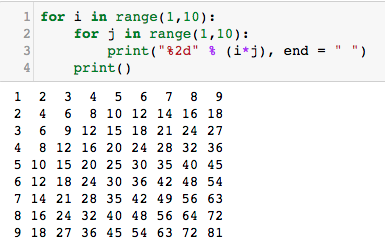 1 for i in range(1,10):
2     for j in range(1,10):
3         print("%2d" % (i*j), end = " ")
4     print()
1  2  3  4  5  6  7  8  9
2  4  6  8 10 12 14 16 18
3  6  9 12 15 18 21 24 27
4  8 12 16 20 24 28 32 36
5 10 15 20 25 30 35 40 45
6 12 18 24 30 36 42 48 54
7 14 21 28 35 42 49 56 63
8 16 24 32 40 48 56 64 72
9 18 27 36 45 54 63 72 81